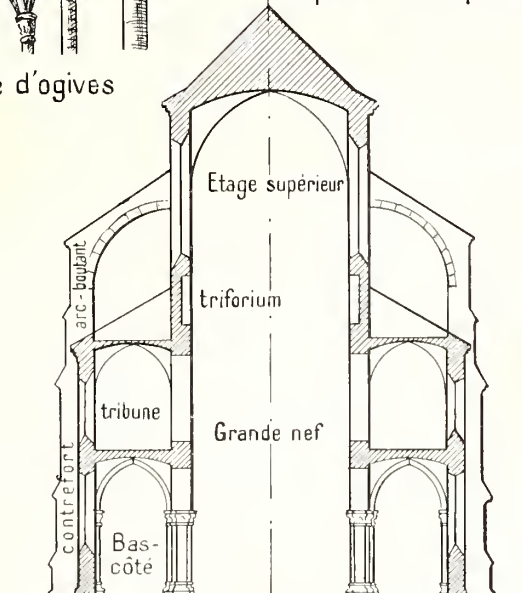 d'ogives
Etage supérieur
arc-boutant
triforium
tribune
Grande nef
contrefort
Bas-
côté